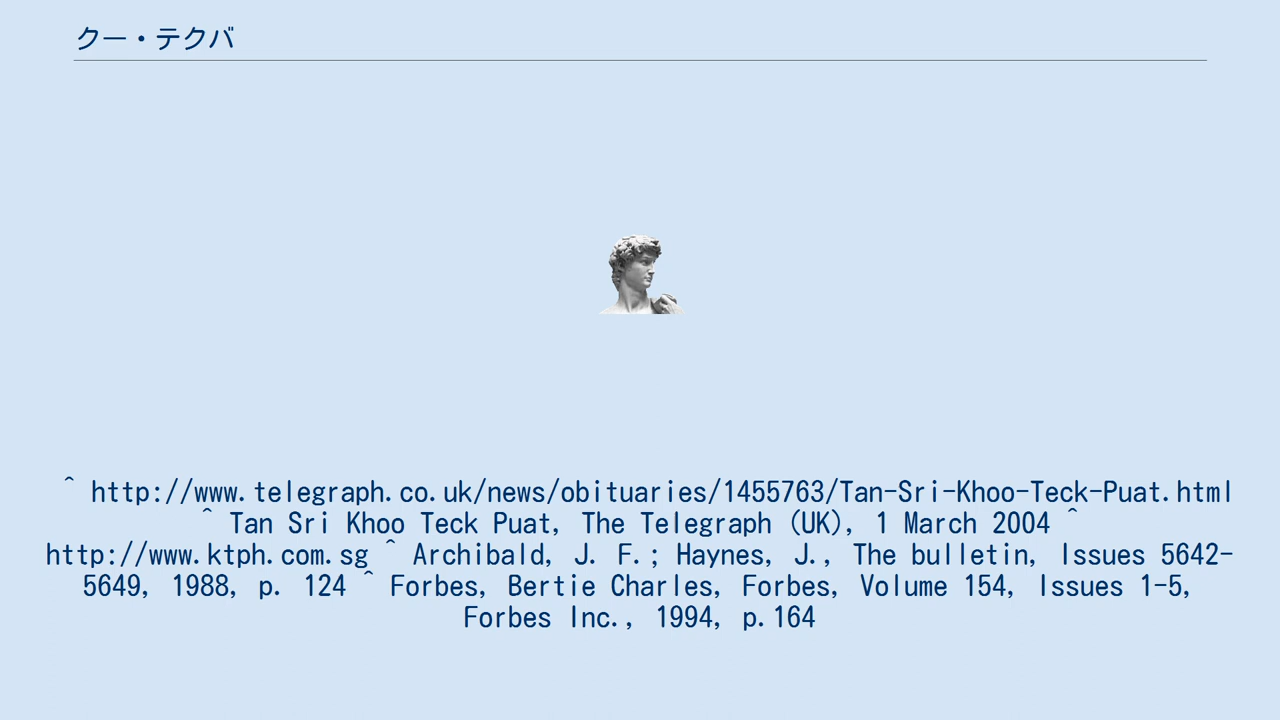 クー・テクバ
^ http://www.telegraph.co.uk/news/obituaries/1455763/Tan-Sri-Khoo-Teck-Puat.html
^ Tan Sri Khoo Teck Puat, The Telegraph (UK), 1 March 2004 ^
http://www.ktph.com.sg ^ Archibald, J. F.; Haynes, J., The bulletin, Issues 5642-
5649, 1988, p. 124 ^ Forbes, Bertie Charles, Forbes, Volume 154, Issues 1-5,
Forbes Inc., 1994, p.164